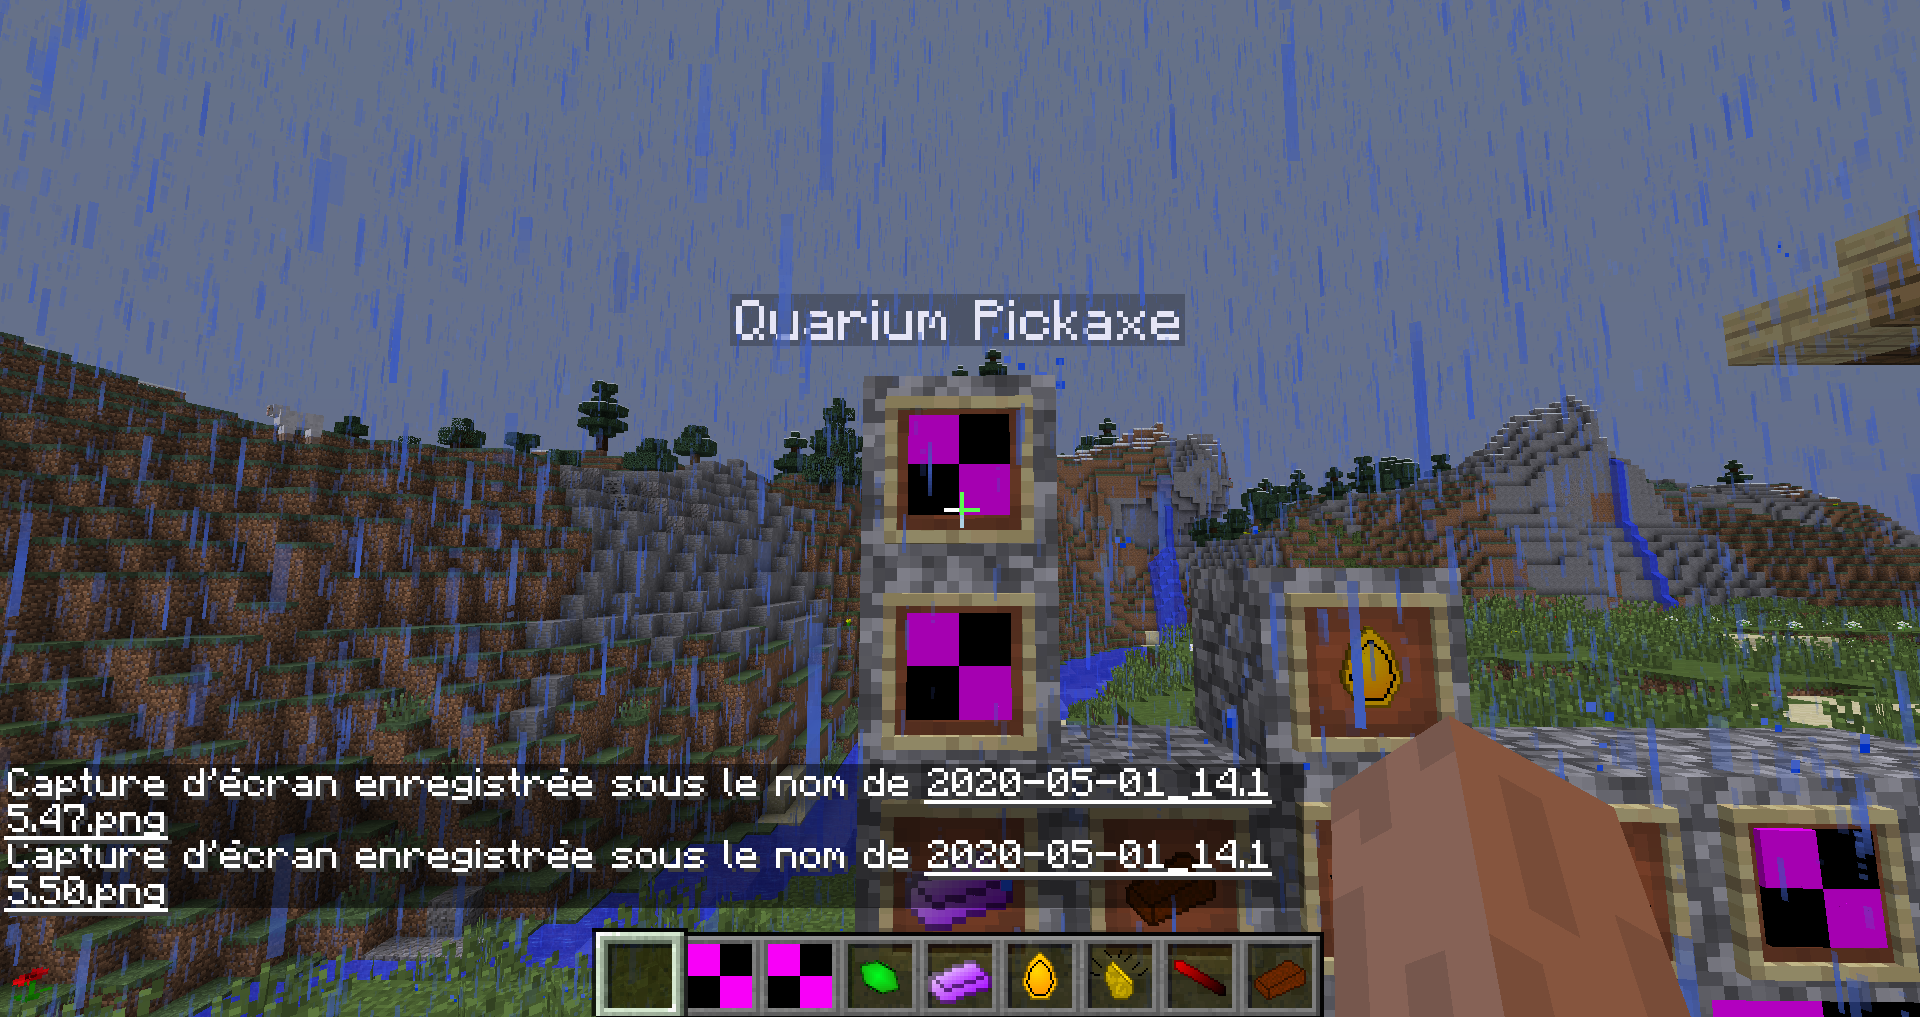 Quarium Pickaxe
Capture d'écran enregistrée sous le nom de 2020-05-01_14.1
5.47.png
Capture d'écran enregistrée sous le nom de 2020-05-01_14.1
5.50.png